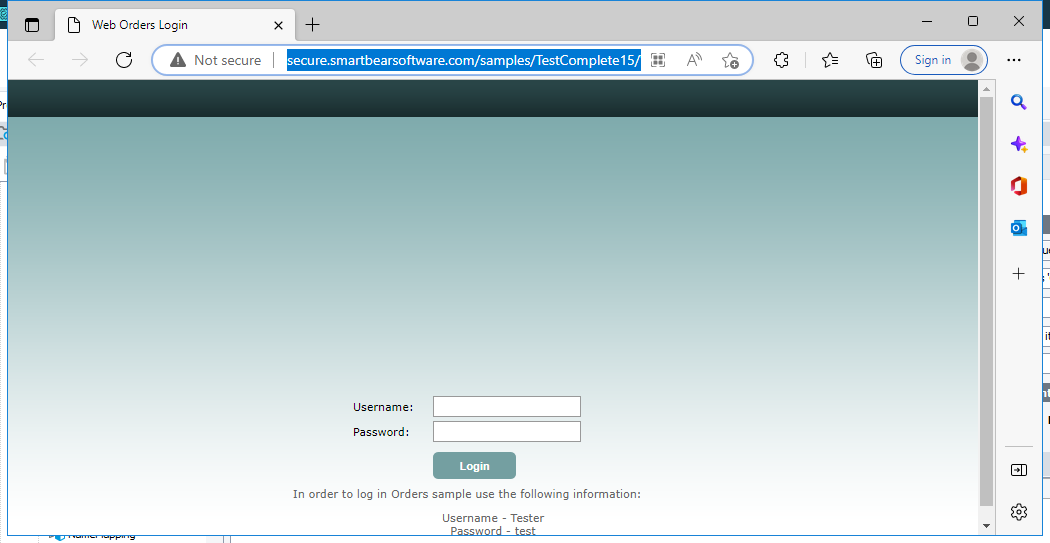 Web Orders Login
Not secure
secure.smartbearsoftware.com/samples/TestComplete15/
Sign in
Username:
Password:
Login
In order to log in Orders sample use the following information:
Username - Tester
Password - test
NameMapping